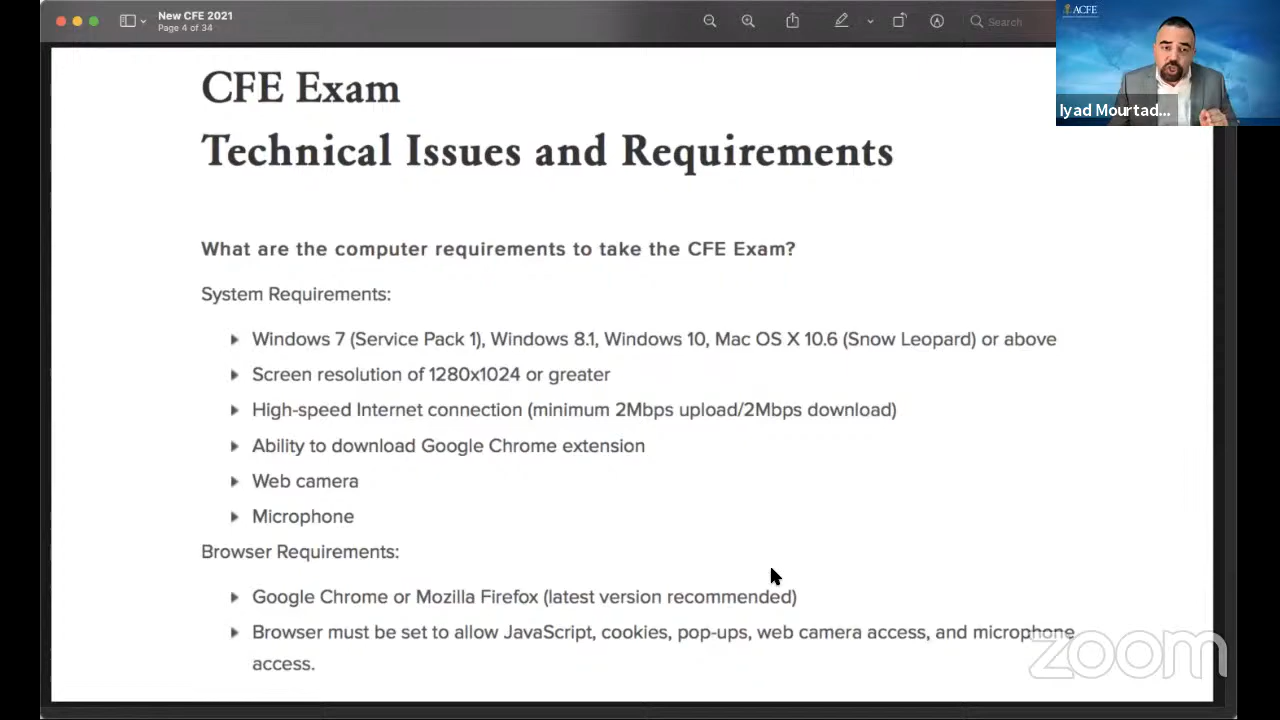 New CFE 2021
Page 4 of 34
Search
ACFE
Iyad Mourtad...
CFE Exam
Technical Issues and Requirements
What are the computer requirements to take the CFE Exam?
System Requirements:
Windows 7 (Service Pack 1), Windows 8.1, Windows 10, Mac OS X 10.6 (Snow Leopard) or above
Screen resolution of 1280x1024 or greater
High-speed Internet connection (minimum 2Mbps upload/2Mbps download)
Ability to download Google Chrome extension
Web camera
Microphone
Browser Requirements:
Google Chrome or Mozilla Firefox (latest version recommended)
Browser must be set to allow JavaScript, cookies, pop-ups, web camera access, and microphone
access.
zoom